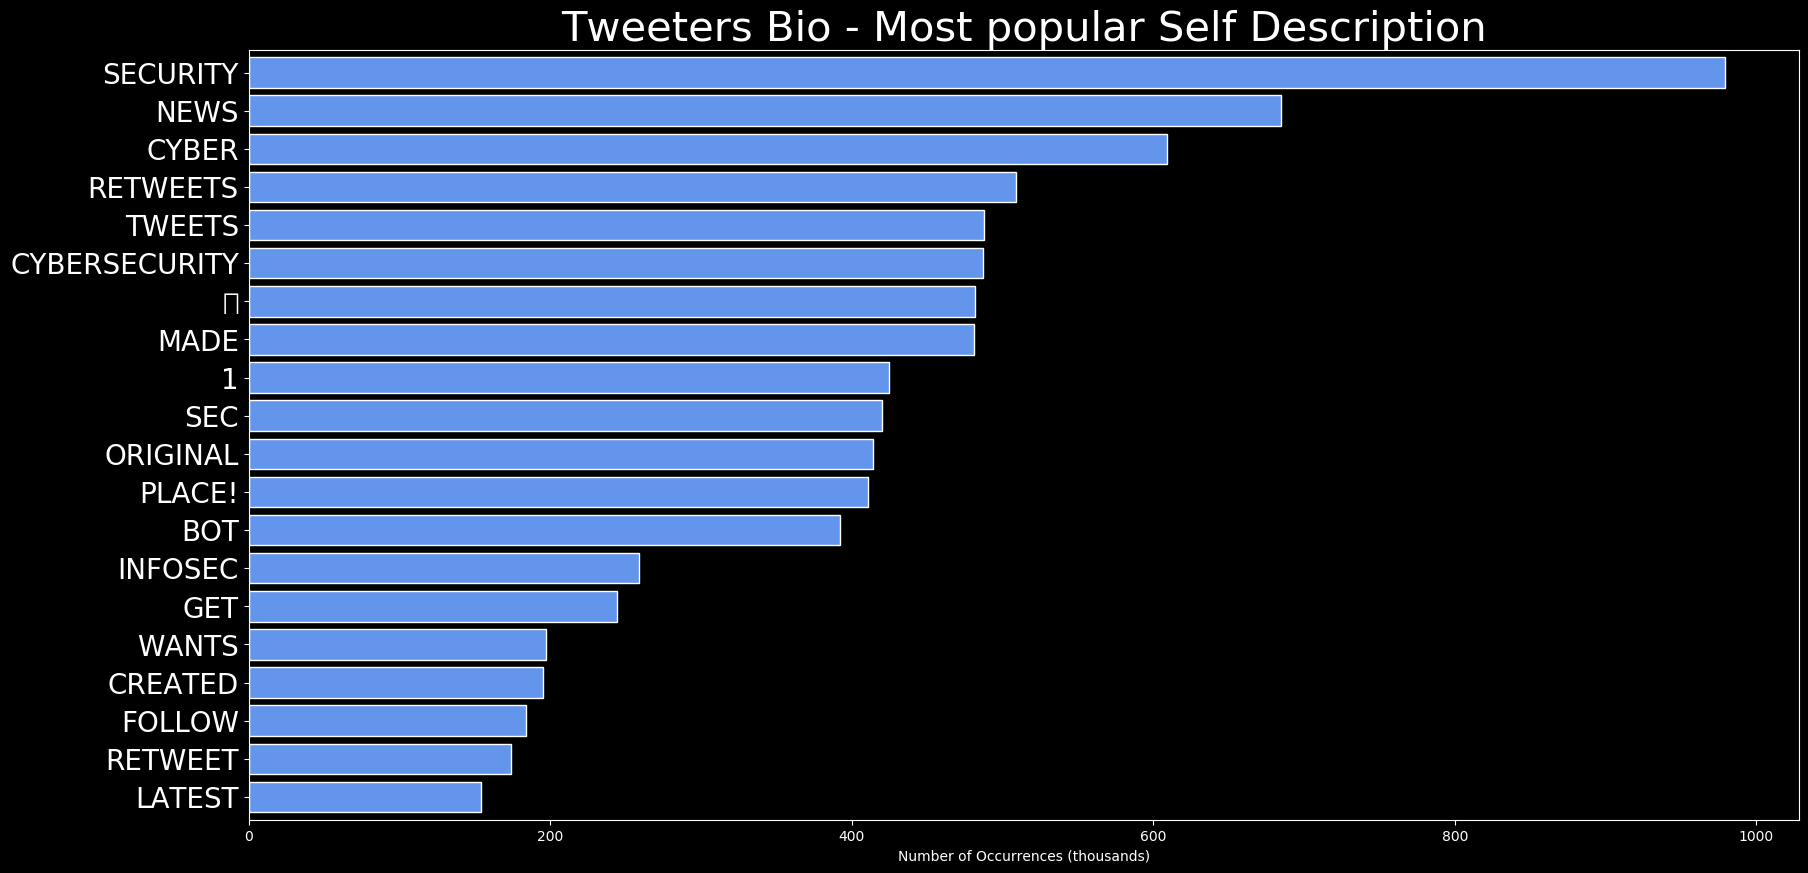 Tweeters Bio - Most popular Self Description
SECURITY
NEWS
CYBER
RETWEETS
TWEETS
CYBERSECURITY
MADE
1
SEC
ORIGINAL
PLACE!
BOT
INFOSEC
GET
WANTS
CREATED
FOLLOW
RETWEET
LATEST
0 200 400 600 800 1000
Number of Occurrences (thousands)